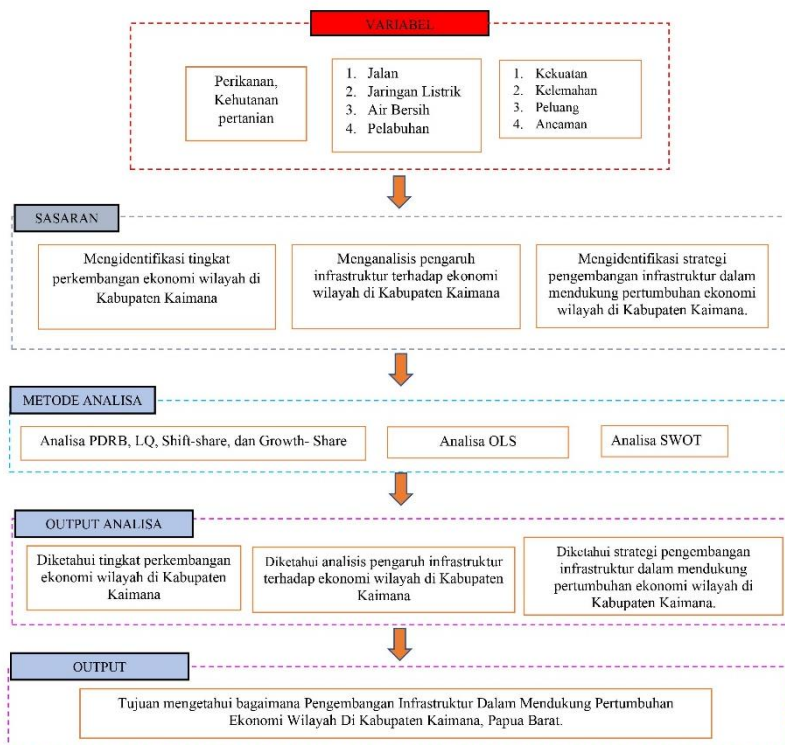 VARIABEL
Perikanan,
Kehutanan
pertanian
1. Jalan
2. Jaringan Listrik
3. Air Bersih
4. Pelabuhan
1. Kekuatan
2. Kelemahan
3. Peluang
4. Ancaman
SASARAN
Mengidentifikasi tingkat
perkembangan ekonomi wilayah di
Kabupaten Kaimana
Menganalisis pengaruh
infrastruktur terhadap ekonomi
wilayah di Kabupaten Kaimana
Mengidentifikasi strategi
pengembangan infrastruktur dalam
mendukung pertumbuhan ekonomi
wilayah di Kabupaten Kaimana.
METODE ANALISA
Analisa PDRB, LQ, Shift-share, dan Growth- Share
Analisa OLS
Analisa SWOT
OUTPUT ANALISA
Diketahui tingkat perkembangan
ekonomi wilayah di Kabupaten
Kaimana
Diketahui analisis pengaruh infrastruktur
terhadap ekonomi wilayah di Kabupaten
Kaimana
Diketahui strategi pengembangan
infrastruktur dalam mendukung
pertumbuhan ekonomi wilayah di
Kabupaten Kaimana.
OUTPUT
Tujuan mengetahui bagaimana Pengembangan Infrastruktur Dalam Mendukung Pertumbuhan
Ekonomi Wilayah Di Kabupaten Kaimana, Papua Barat.